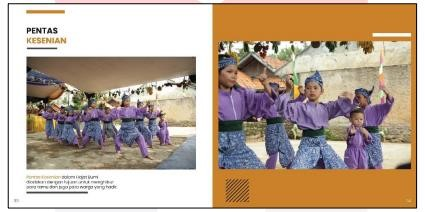 PENTAS
KESENIAN
Pentas Kesenian dalam Hajat Bumi
diadakan dengan tujuan untuk menghibur
para tamu dan juga para warga yang hadir.